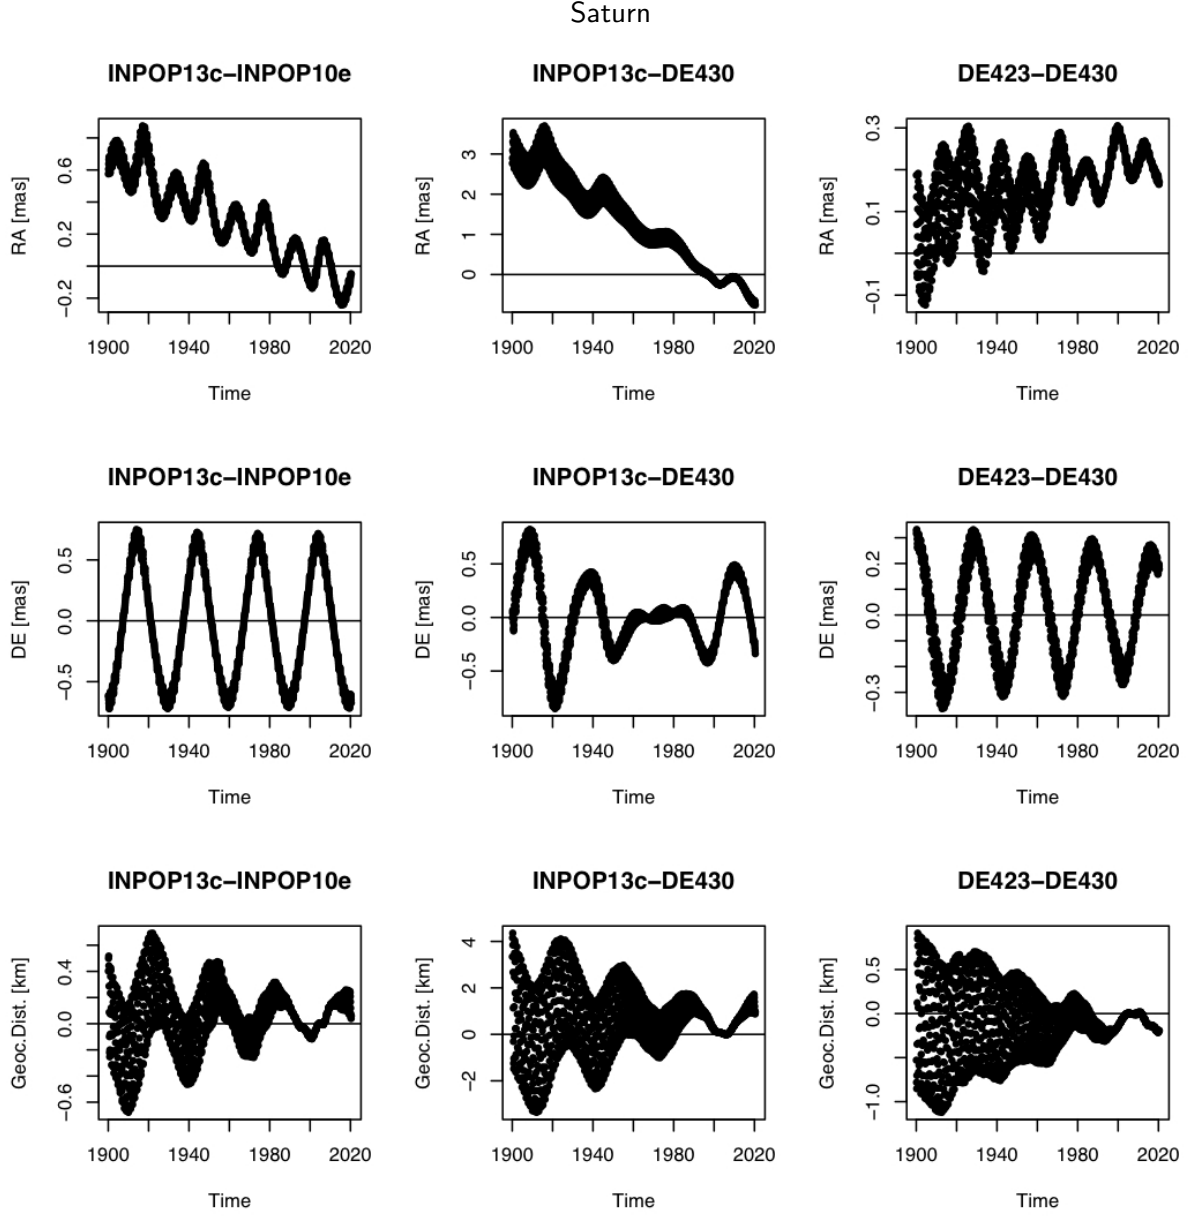 Saturn
INPOP13c−INPOP10e
RA [mas]
−0.2 0.2 0.6
1900 1940 1980 2020
Time
INPOP13c−DE430
RA [mas]
0 1 2 3
1900 1940 1980 2020
Time
DE423−DE430
RA [mas]
−0.1 0.1 0.3
1900 1940 1980 2020
Time
INPOP13c−INPOP10e
DE [mas]
−0.5 0.0 0.5
1900 1940 1980 2020
Time
INPOP13c−DE430
DE [mas]
−0.5 0.0 0.5
1900 1940 1980 2020
Time
DE423−DE430
DE [mas]
−0.3 0.0 0.2
1900 1940 1980 2020
Time
INPOP13c−INPOP10e
Geoc.Dist. [km]
−0.6 0.0 0.4
1900 1940 1980 2020
Time
INPOP13c−DE430
Geoc.Dist. [km]
−2 0 2 4
1900 1940 1980 2020
Time
DE423−DE430
Geoc.Dist. [km]
−1.0 0.0 0.5
1900 1940 1980 2020
Time